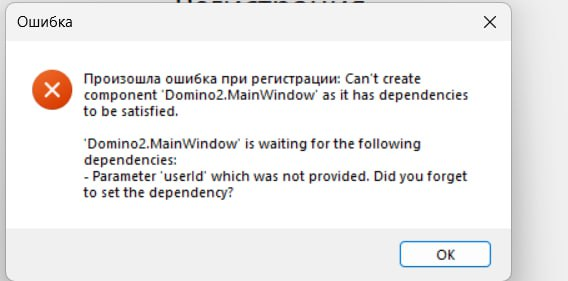 Ошибка
Произошла ошибка при регистрации: Can't create
component 'Domino2.MainWindow' as it has dependencies
to be satisfied.
'Domino2.MainWindow' is waiting for the following
dependencies:
- Parameter 'userId' which was not provided. Did you forget
to set the dependency?
OK